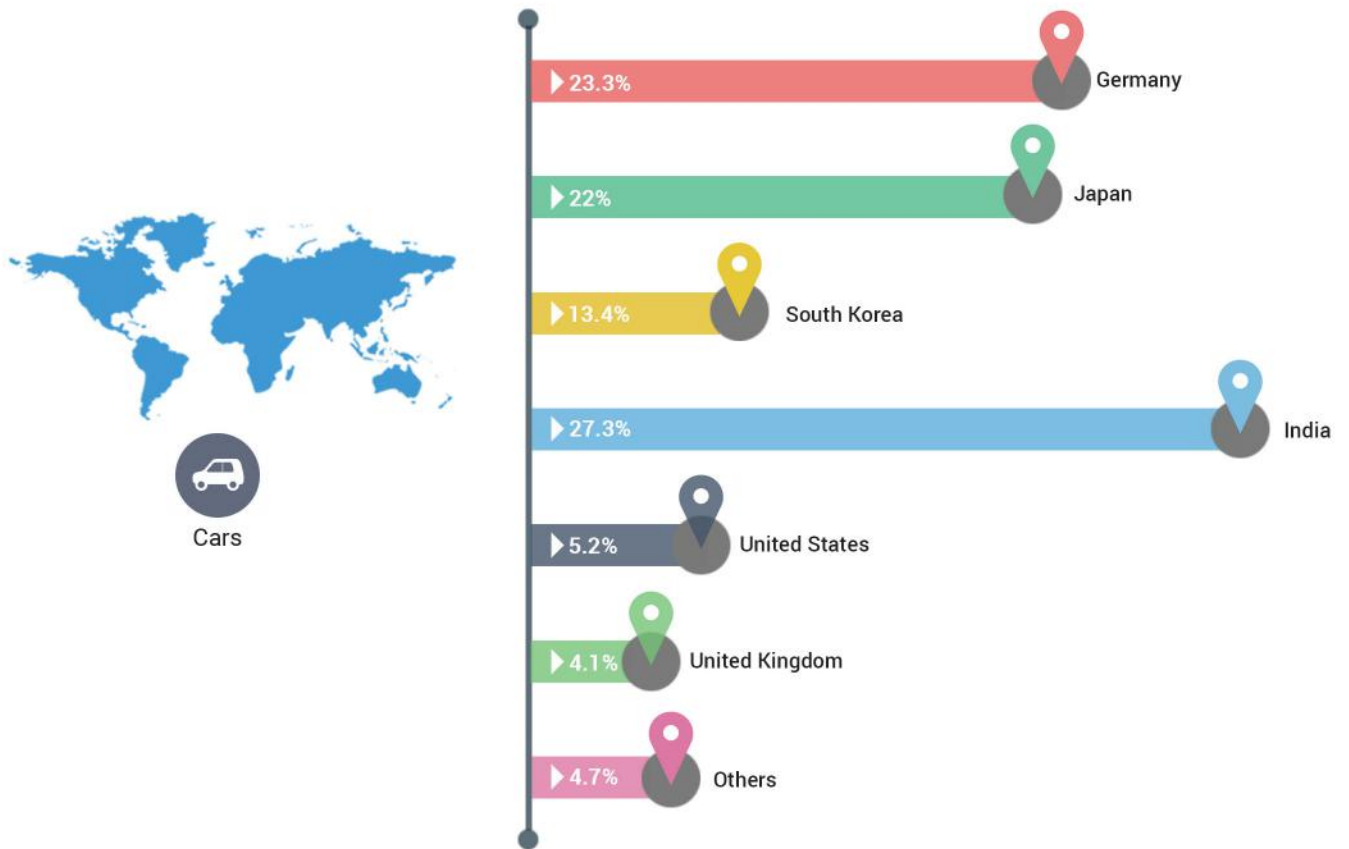 23.3%
Germany
22%
Japan
13.4%
South Korea
27.3%
India
Cars
5.2%
United States
4.1%
United Kingdom
4.7%
Others